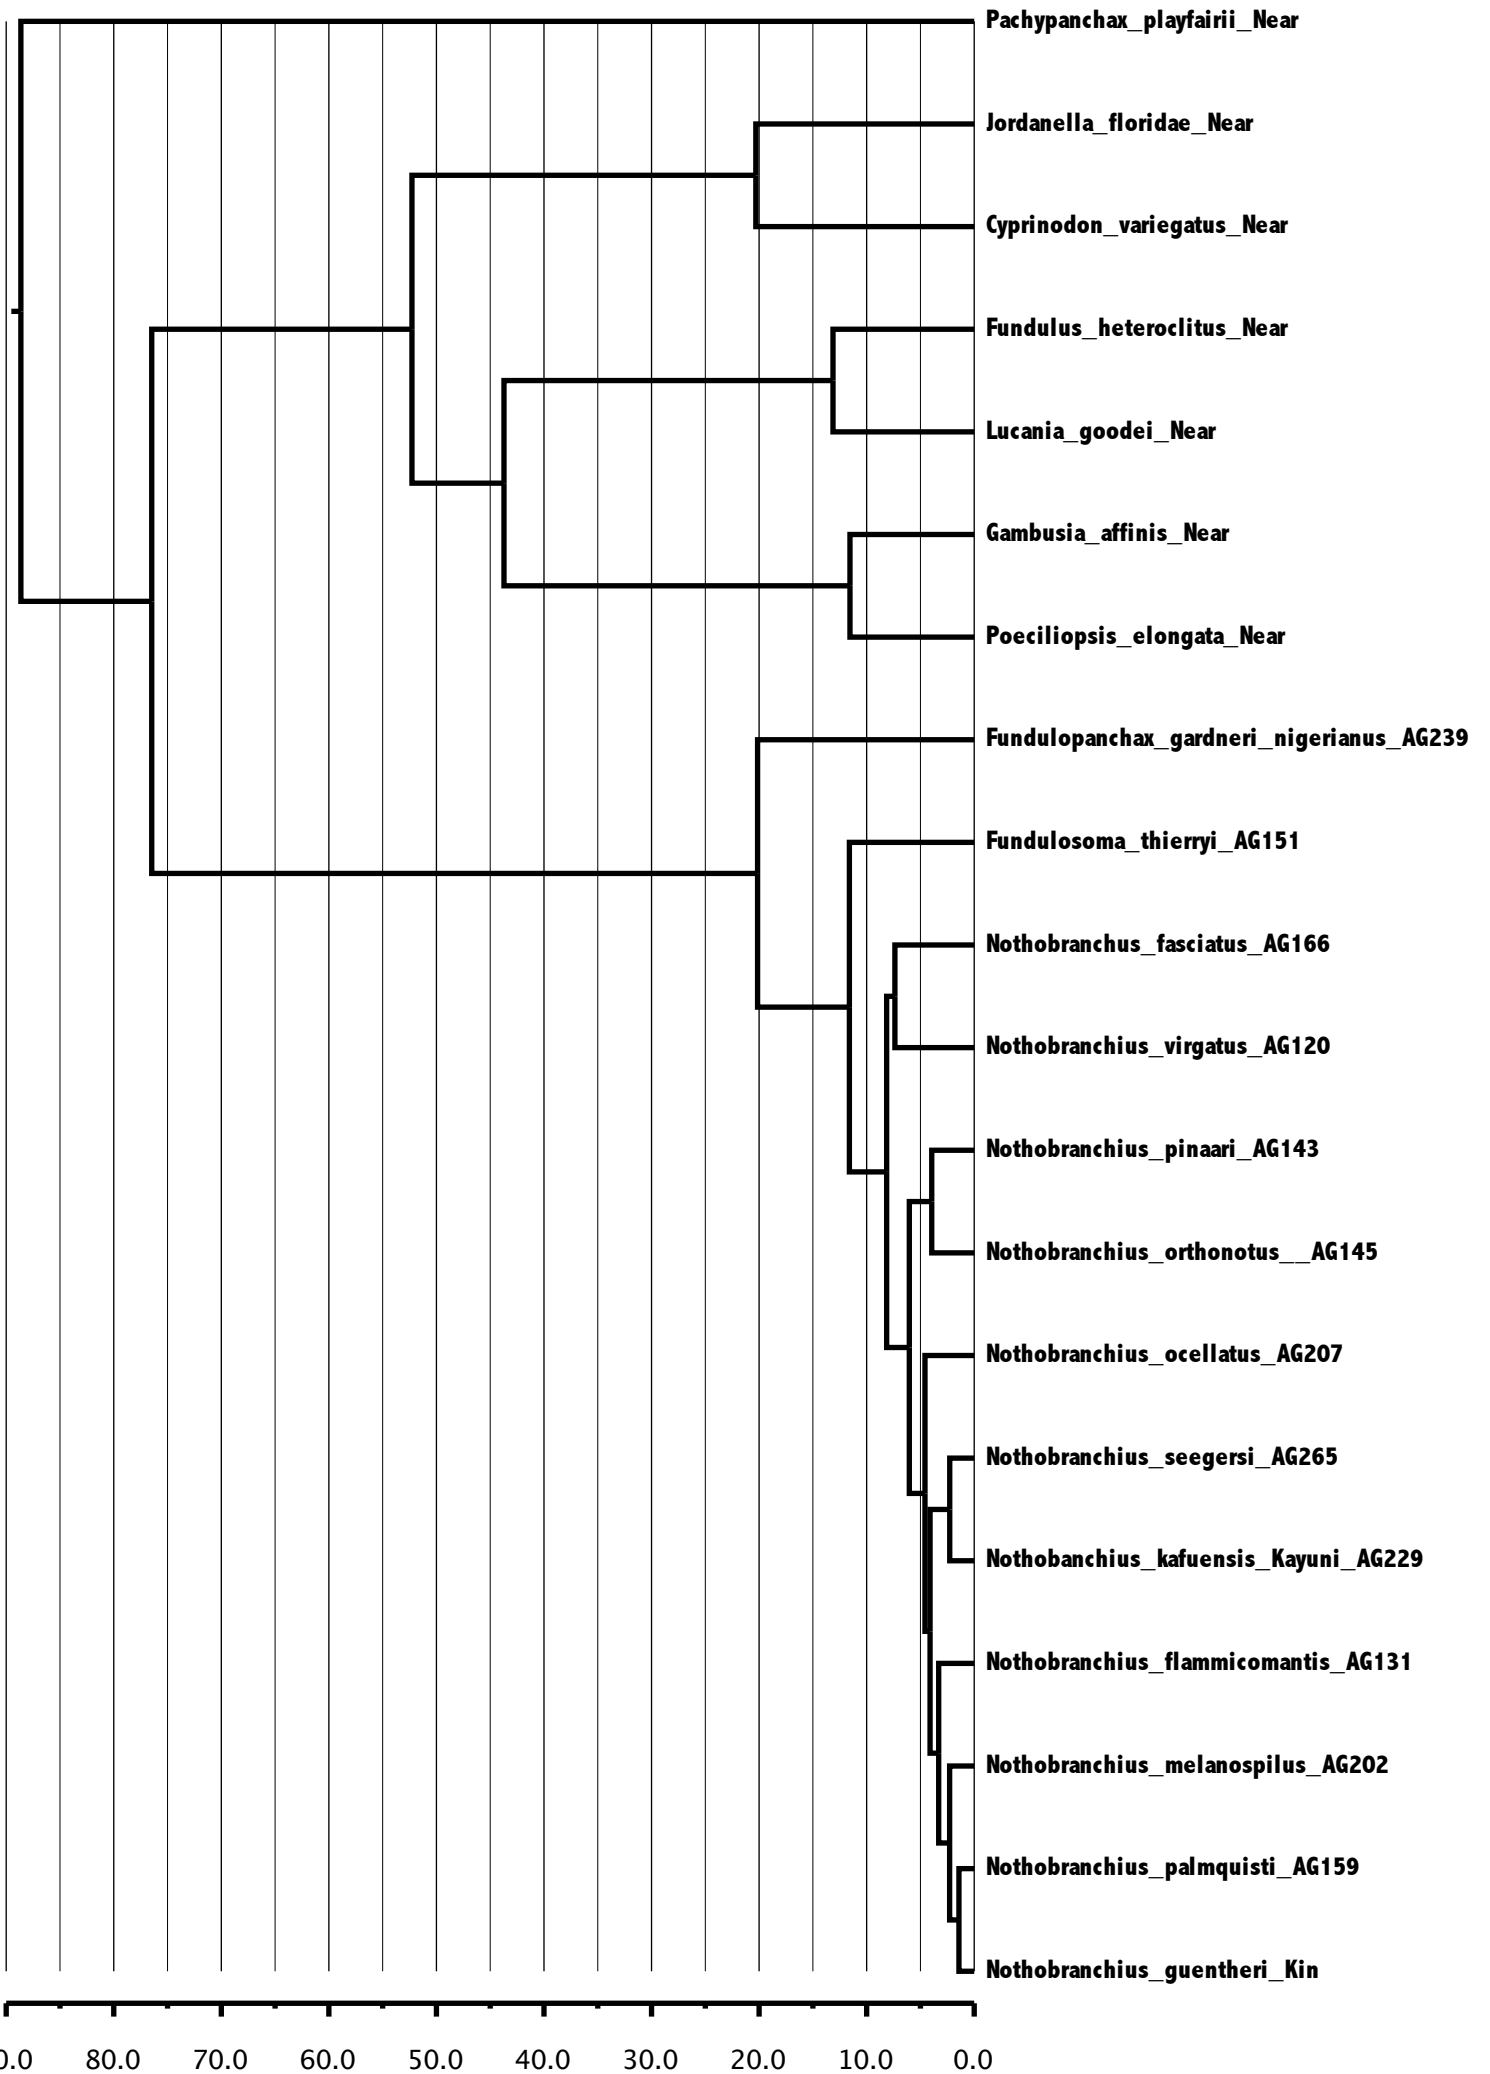 Pachypanchax_playfairii_Near
Jordanella_floridae_Near
Cyprinodon_variegatus_Near
Fundulus_heteroclitus_Near
Lucania_goodei_Near
Gambusia_affinis_Near
Poeciliopsis_elongata_Near
Fundulopanchax_gardneri_nigerianus_AG239
Fundulosoma_thierryi_AG151
Nothobranchus_fasciatus_AG166
Nothobranchius_virgatus_AG120
Nothobranchius_pinaari_AG143
Nothobranchius_orthonotus__AG145
Nothobranchius_ocellatus_AG207
Nothobranchius_seegersi_AG265
Nothobanchius_kafuensis_Kayuni_AG229
Nothobranchius_flammicomantis_AG131
Nothobranchius_melanospilus_AG202
Nothobranchius_palmquisti_AG159
Nothobranchius_guentheri_Kin
0.0 80.0 70.0 60.0 50.0 40.0 30.0 20.0 10.0 0.0